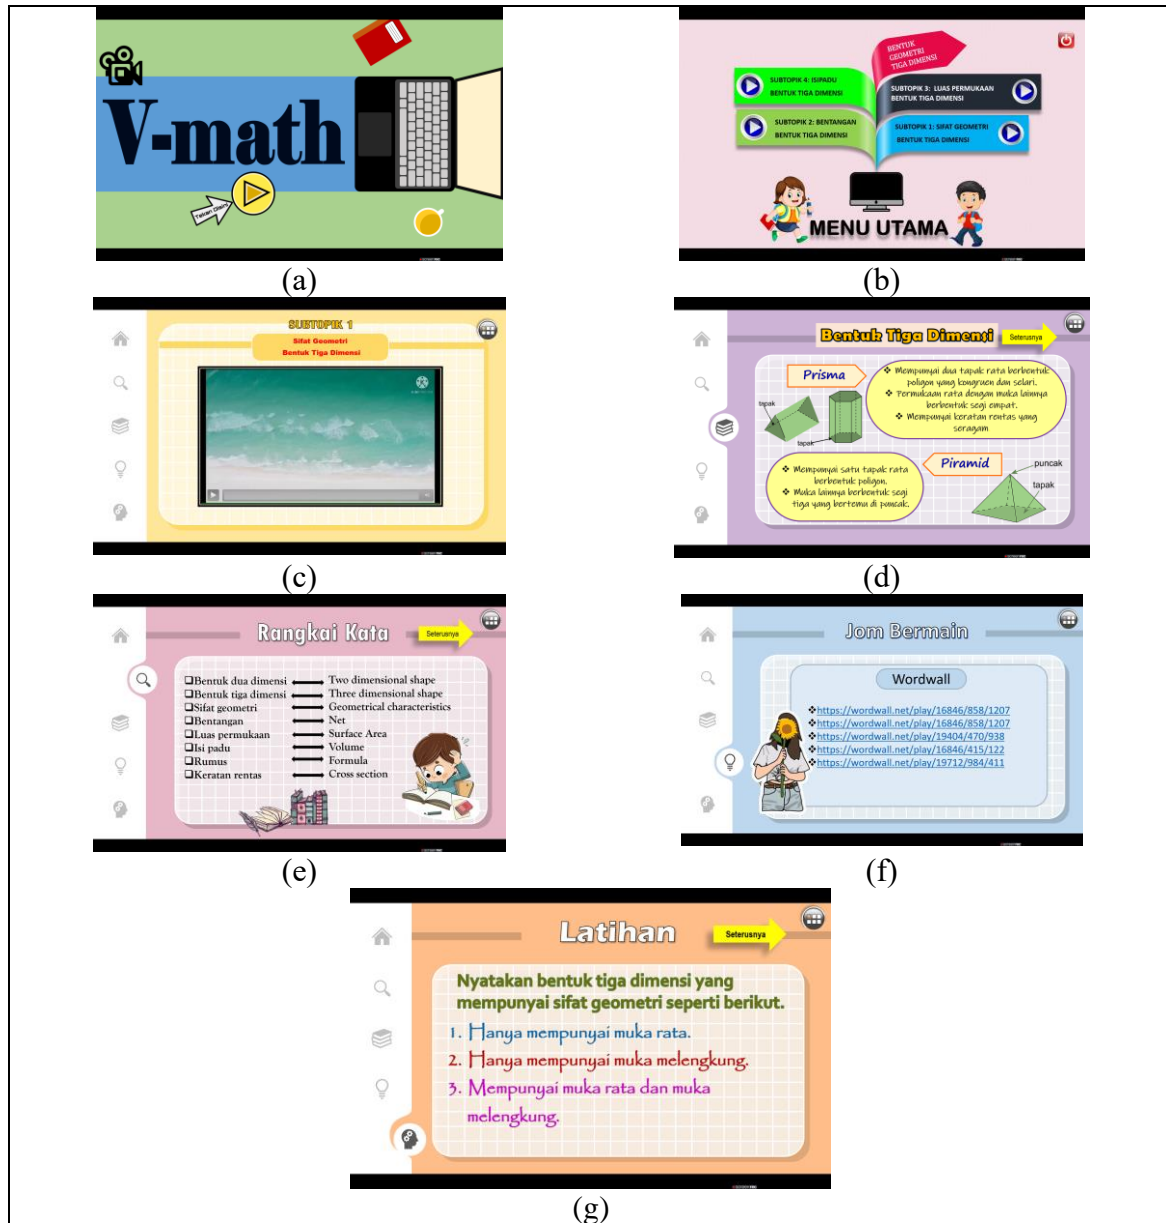 V-math
Tekan Disini
(a)
BENTUK
GEOMETRI
TIGA DIMENSI
SUBTOPIK 4: ISIPADU
BENTUK TIGA DIMENSI
SUBTOPIK 3: LUAS PERMUKAAN
BENTUK TIGA DIMENSI
SUBTOPIK 2: BENTANGAN
BENTUK TIGA DIMENSI
SUBTOPIK 1: SIFAT GEOMETRI
BENTUK TIGA DIMENSI
MENU UTAMA
(b)
SUBTOPIK 1
Sifat Geometri
Bentuk Tiga Dimensi
(c)
Bentuk Tiga Dimensi
Seterusnya
Prisma
tapak
tapak
❖ Mempunyai dua tapak rata berbentuk
poligon yang kongruen dan selari.
❖ Permukaan rata dengan muka lainnya
berbentuk segi empat.
❖ Mempunyai keratan rentas yang
seragam
❖ Mempunyai satu tapak rata
berbentuk poligon.
❖ Muka lainnya berbentuk segi
tiga yang bertemu di puncak.
Piramid
puncak
tapak
(d)
Rangkai Kata
Seterusnya
❑Bentuk dua dimensi Two dimensional shape
❑Bentuk tiga dimensi Three dimensional shape
❑Sifat geometri Geometrical characteristics
❑Bentangan Net
❑Luas permukaan Surface Area
❑Isi padu Volume
❑Rumus Formula
❑Keratan rentas Cross section
(e)
Jom Bermain
Wordwall
❖https://wordwall.net/play/16846/858/1207
❖https://wordwall.net/play/16846/858/1207
❖https://wordwall.net/play/19404/470/938
❖https://wordwall.net/play/16846/415/122
❖https://wordwall.net/play/19712/984/411
(f)
Latihan
Seterusnya
Nyatakan bentuk tiga dimensi yang
mempunyai sifat geometri seperti berikut.
1. Hanya mempunyai muka rata.
2. Hanya mempunyai muka melengkung.
3. Mempunyai muka rata dan muka
melengkung.
(g)